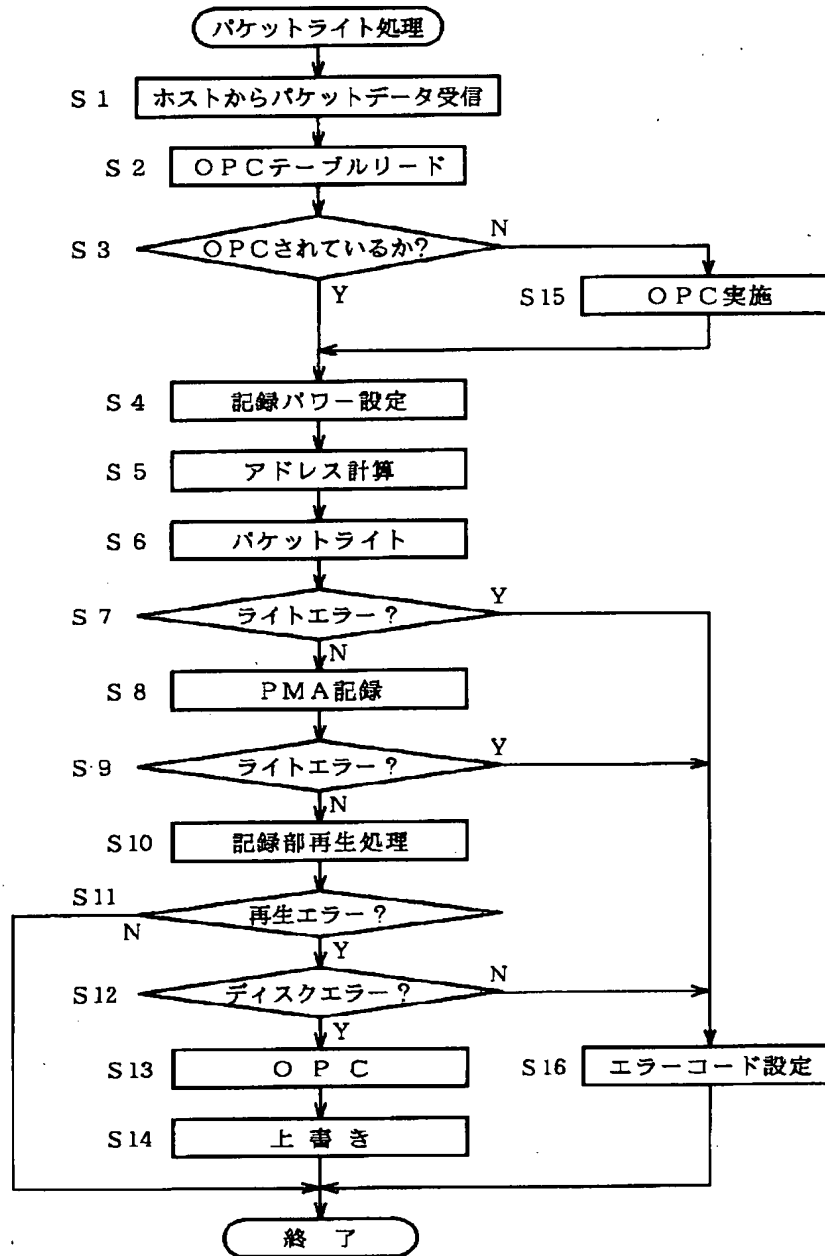 パケットライト処理
S1 ホストからパケットデータ受信
S2 OPCテーブルリード
S3 OPCされているか? N
Y
S15 OPC実施
S4 記録パワー設定
S5 アドレス計算
S6 パケットライト
S7 ライトエラー? Y
N
S8 PMA記録
S9 ライトエラー? Y
N
S10 記録部再生処理
S11 再生エラー?
N
Y
S12 ディスクエラー? N
Y
S13 OPC
S16 エラーコード設定
S14 上書き
終了